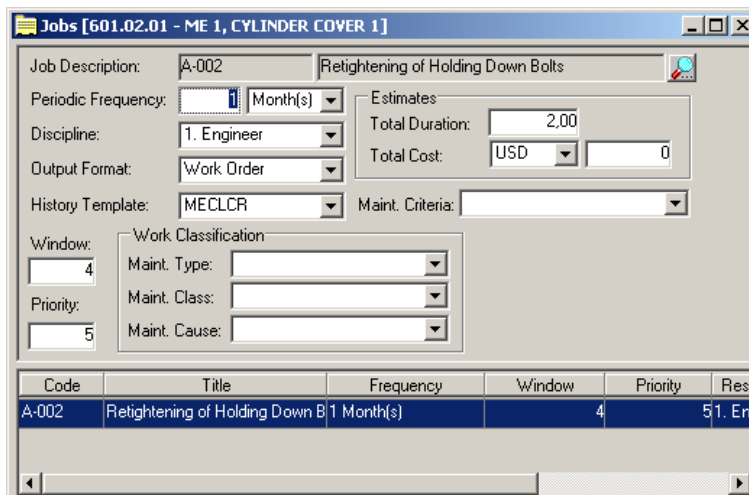 Jobs [601.02.01 - ME 1, CYLINDER COVER 1]
Job Description: A-002 Retightening of Holding Down Bolts
Periodic Frequency: 1 Month(s) Estimates
Total Duration: 2,00
Discipline: 1. Engineer
Total Cost: USD 0
Output Format: Work Order
History Template: MECLCR Maint. Criteria:
Window: Work Classification
4 Maint. Type:
Priority: Maint. Class:
5 Maint. Cause:
Code Title Frequency Window Priority Res
A-002 Retightening of Holding Down B 1 Month(s) 4 5 1. En